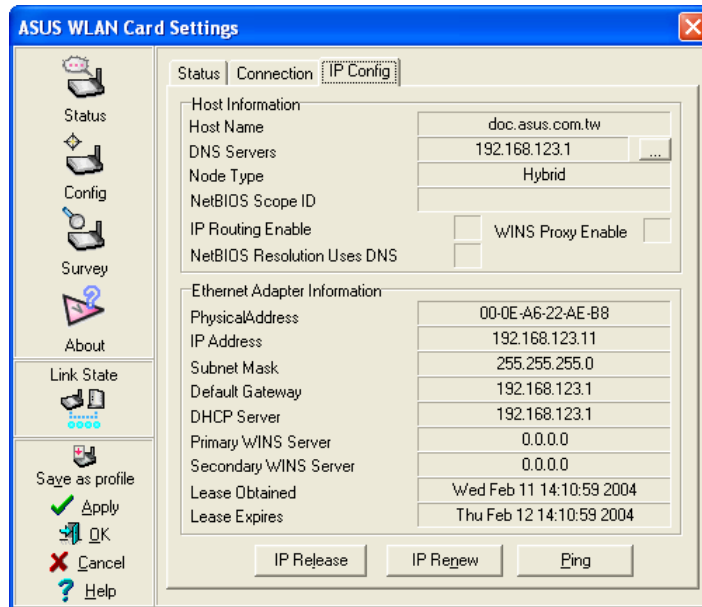 ASUS WLAN Card Settings
Status
Config
Survey
About
Link State
Save as profile
Apply
OK
Cancel
Help
Status Connection IP Config
Host Information
Host Name doc.asus.com.tw
DNS Servers 192.168.123.1 ...
Node Type Hybrid
NetBIOS Scope ID
IP Routing Enable WINS Proxy Enable
NetBIOS Resolution Uses DNS
Ethernet Adapter Information
PhysicalAddress 00-0E-A6-22-AE-B8
IP Address 192.168.123.11
Subnet Mask 255.255.255.0
Default Gateway 192.168.123.1
DHCP Server 192.168.123.1
Primary WINS Server 0.0.0.0
Secondary WINS Server 0.0.0.0
Lease Obtained Wed Feb 11 14:10:59 2004
Lease Expires Thu Feb 12 14:10:59 2004
IP Release IP Renew Ping